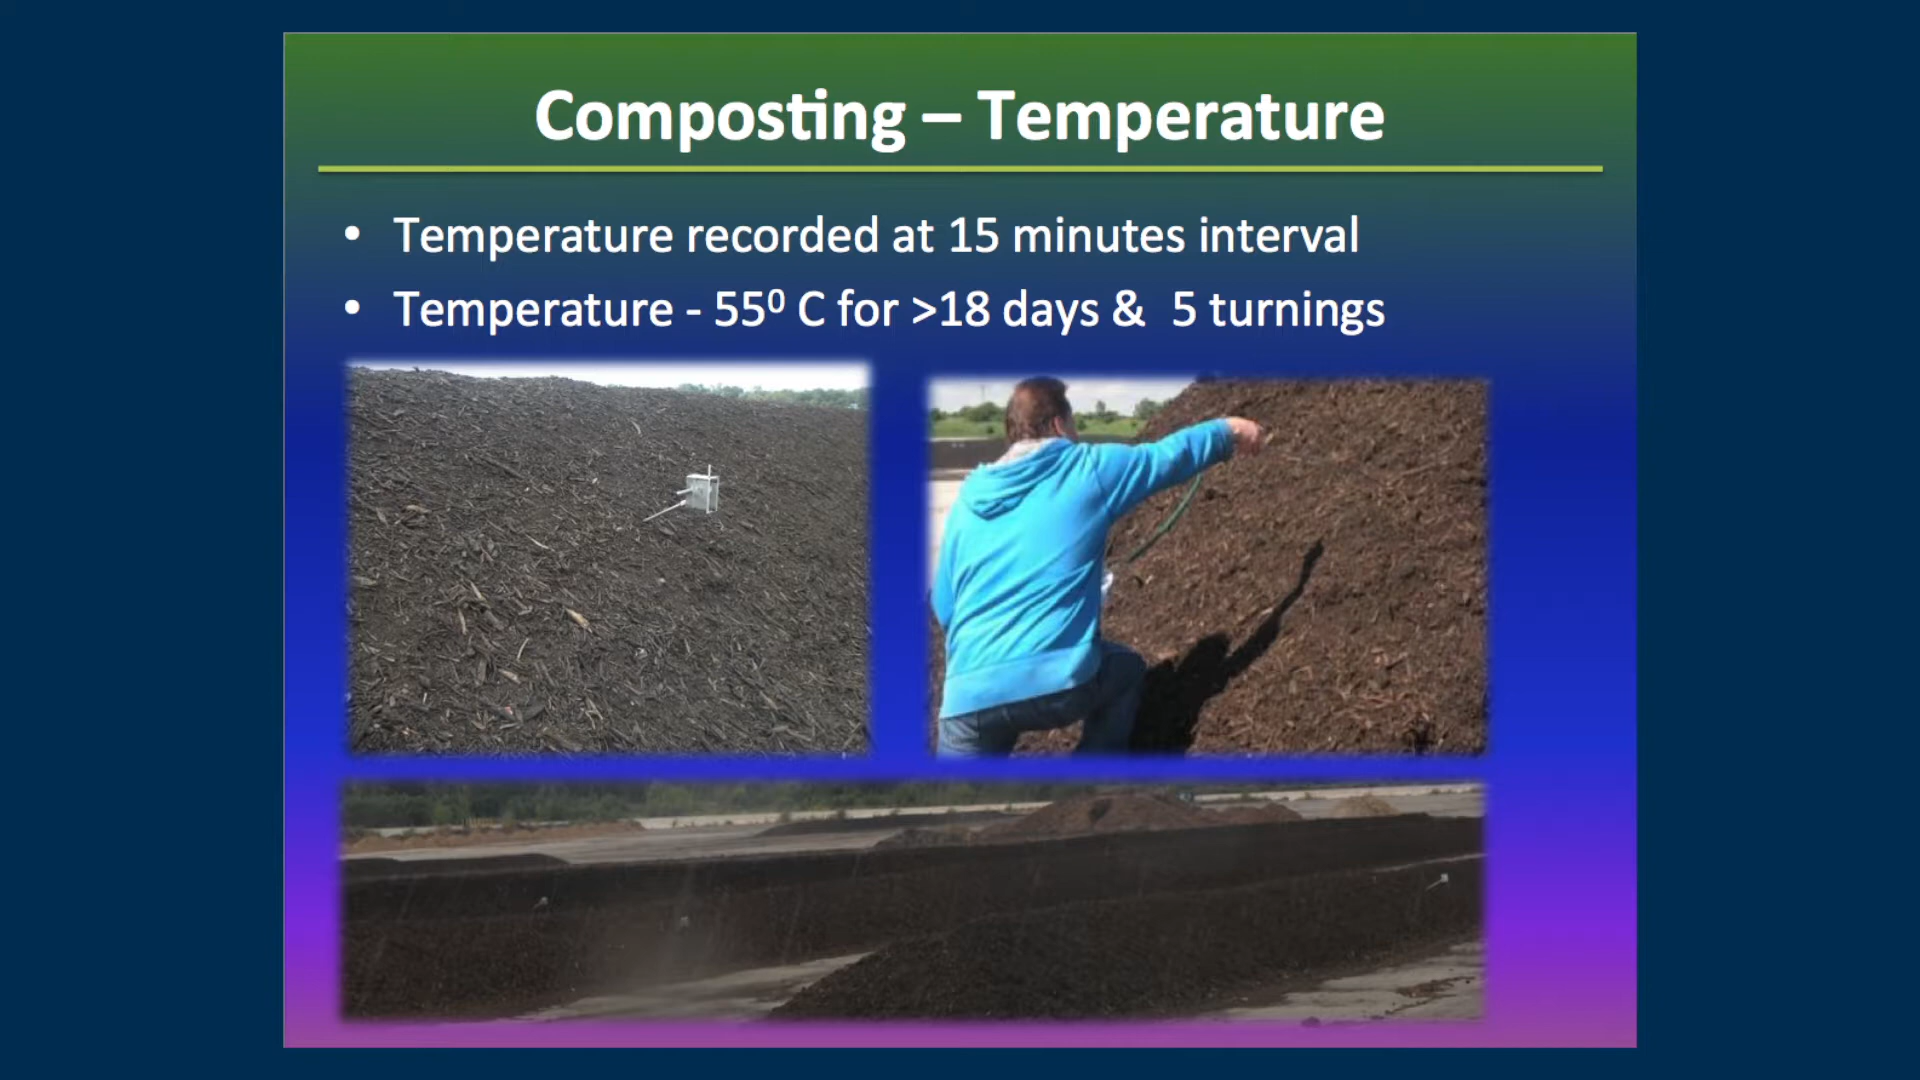 Composting – Temperature
• Temperature recorded at 15 minutes interval
• Temperature - 55⁰ C for >18 days &  5 turnings